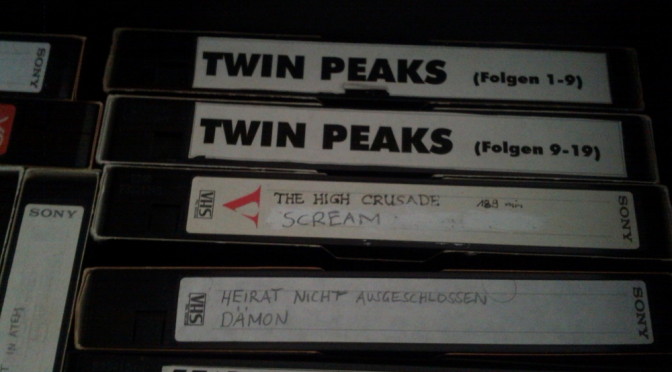 SONY
TWIN PEAKS (Folgen 1-9)
TWIN PEAKS (Folgen 9-19)
VHS THE HIGH CRUSADE 189 min SONY
SCREAM
SONY
VHS HEIRAT NICHT AUSGESCHLOSSEN SONY
DÄMON